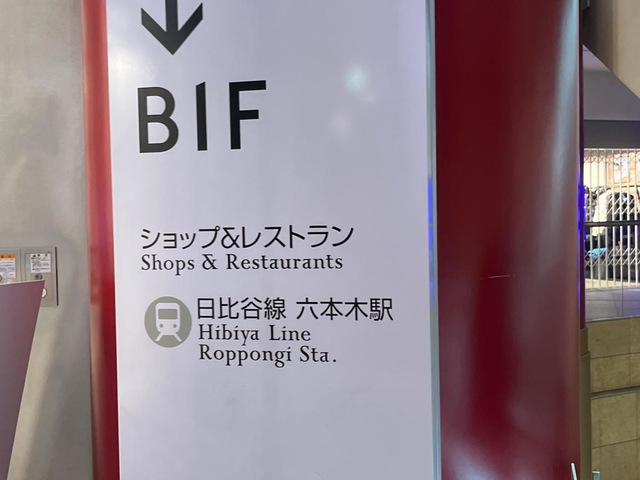 ↓
B1F
ショップ&レストラン
Shops & Restaurants
日比谷線 六本木駅
Hibiya Line
Roppongi Sta.